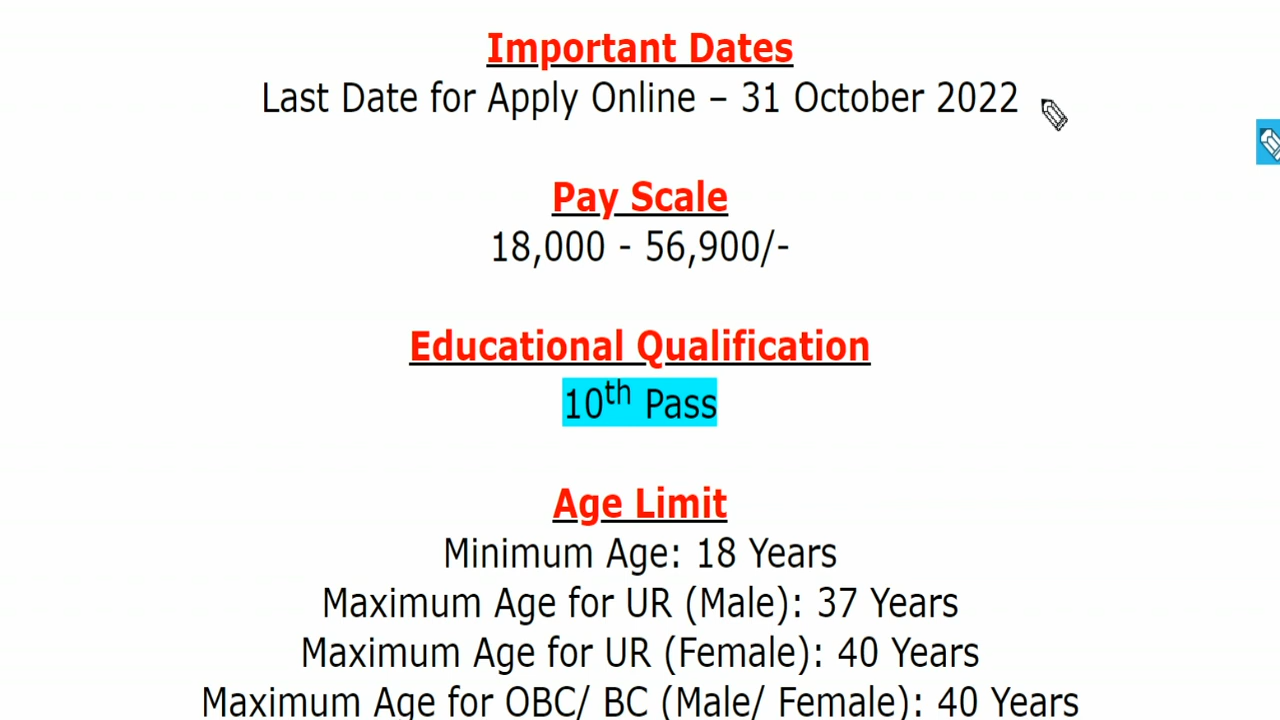 Important Dates
Last Date for Apply Online – 31 October 2022
Pay Scale
18,000 - 56,900/-
Educational Qualification
10th Pass
Age Limit
Minimum Age: 18 Years
Maximum Age for UR (Male): 37 Years
Maximum Age for UR (Female): 40 Years
Maximum Age for OBC/ BC (Male/ Female): 40 Years